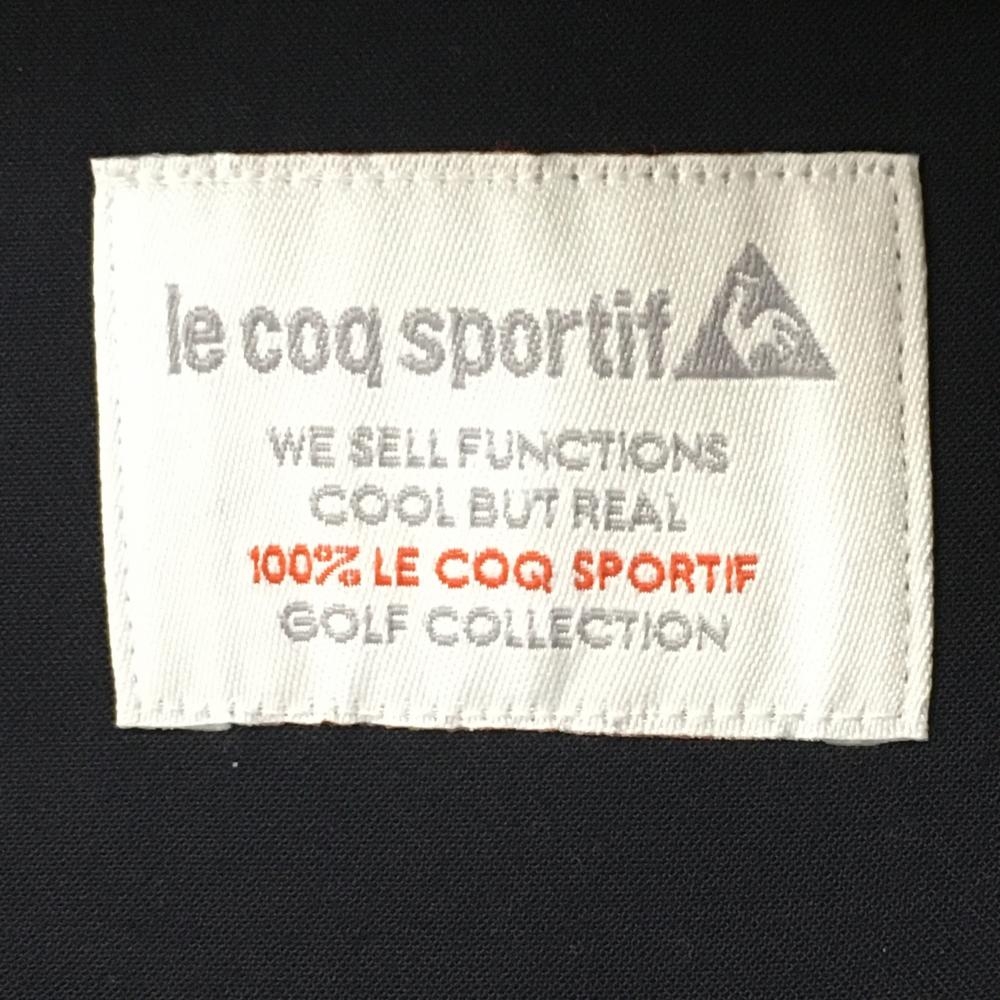 le coq sportif
WE SELL FUNCTIONS
COOL BUT REAL
100% LE COQ SPORTIF
GOLF COLLECTION